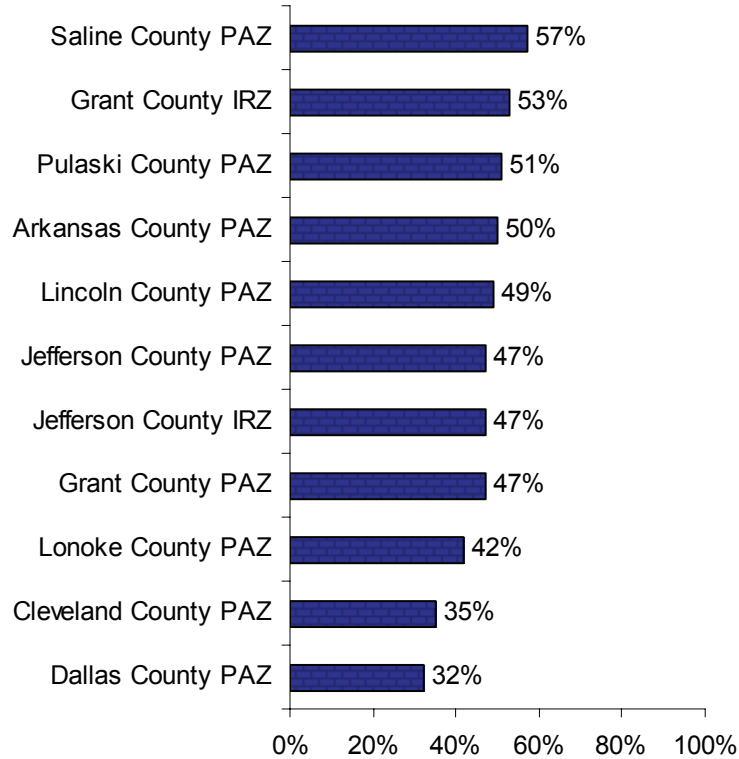 Saline County PAZ 57%
Grant County IRZ 53%
Pulaski County PAZ 51%
Arkansas County PAZ 50%
Lincoln County PAZ 49%
Jefferson County PAZ 47%
Jefferson County IRZ 47%
Grant County PAZ 47%
Lonoke County PAZ 42%
Cleveland County PAZ 35%
Dallas County PAZ 32%
0% 20% 40% 60% 80% 100%